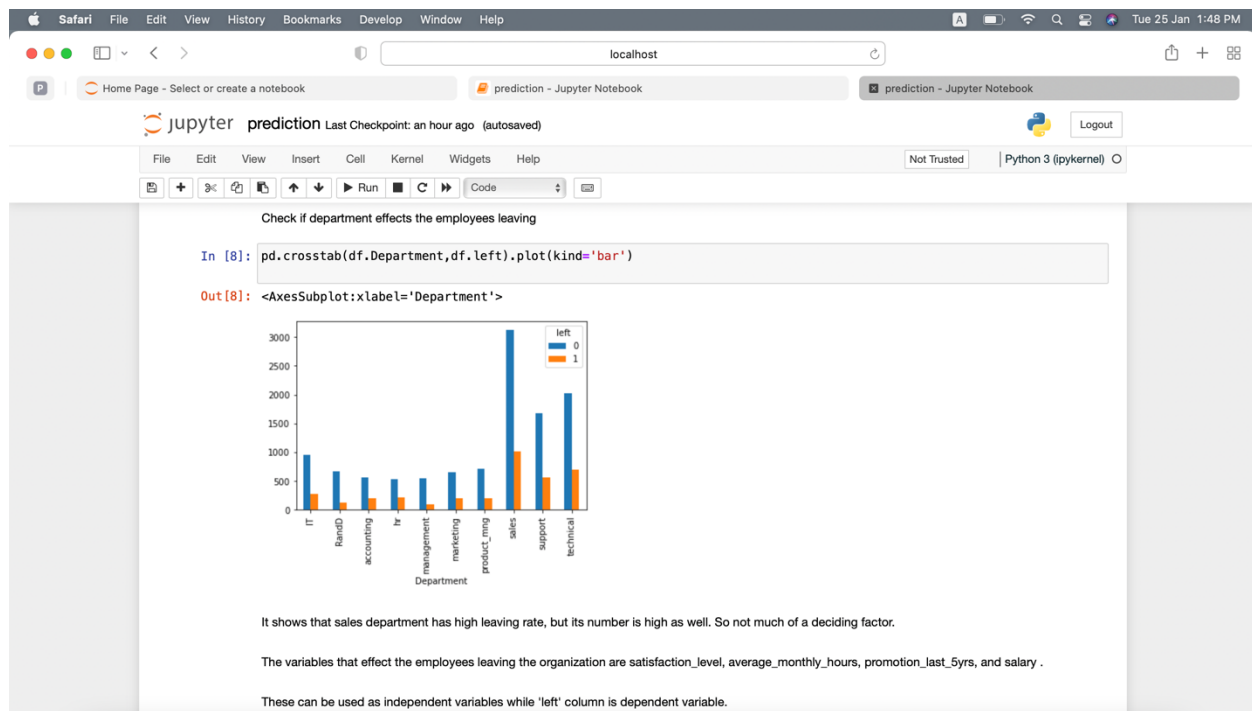 Safari File Edit View History Bookmarks Develop Window Help A Tue 25 Jan 1:48 PM
localhost
P Home Page - Select or create a notebook prediction - Jupyter Notebook prediction - Jupyter Notebook
jupyter prediction Last Checkpoint: an hour ago (autosaved) Logout
File Edit View Insert Cell Kernel Widgets Help Not Trusted Python 3 (ipykernel)
Run Code
Check if department effects the employees leaving
In [8]: pd.crosstab(df.Department,df.left).plot(kind='bar')
Out[8]: <AxesSubplot:xlabel='Department'>
left
0
1
3000
2500
2000
1500
1000
500
0
IT
RandD
accounting
hr
management
marketing
product_mng
sales
support
technical
Department
It shows that sales department has high leaving rate, but its number is high as well. So not much of a deciding factor.
The variables that effect the employees leaving the organization are satisfaction_level, average_monthly_hours, promotion_last_5yrs, and salary .
These can be used as independent variables while 'left' column is dependent variable.